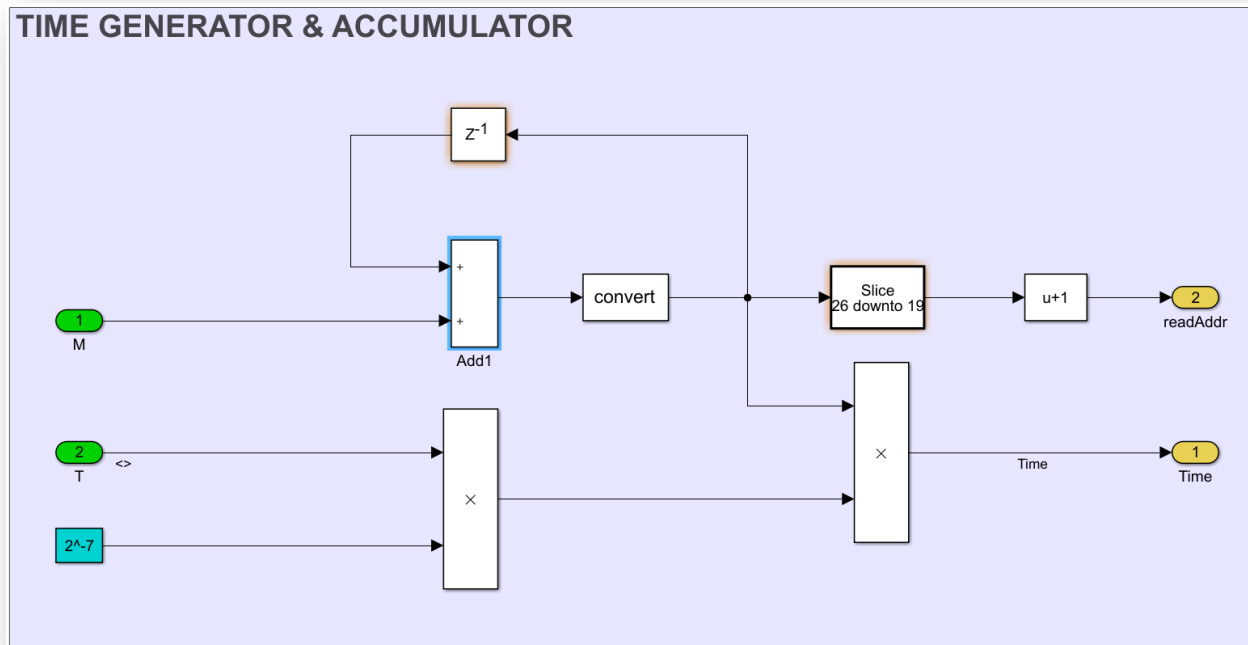 TIME GENERATOR & ACCUMULATOR
Z-1
+
+
Add1
convert
Slice
26 downto 19
u+1
2
readAddr
1
M
2
T
<>
2^-7
×
×
Time
1
Time